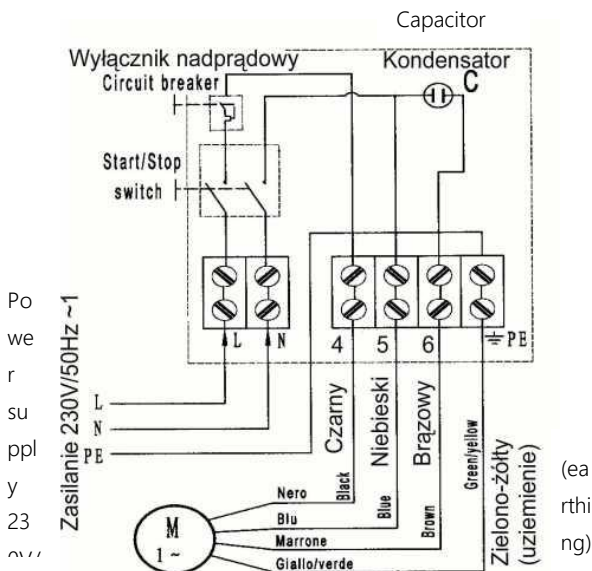 Capacitor
Wyłącznik nadprądowy
Kondensator
Circuit breaker
C
Start/Stop
switch
L
N
4
5
6
PE
Po
we
r
su
ppl
y
23
Zasilanie 230V/50Hz ~1
L
N
PE
Czarny
Niebieski
Brązowy
Zielono-żółty
(uziemienie)
(ea
rthi
ng)
Black
Blue
Brown
Green/yellow
Nero
Blu
Marrone
Giallo/verde
M
1 ~